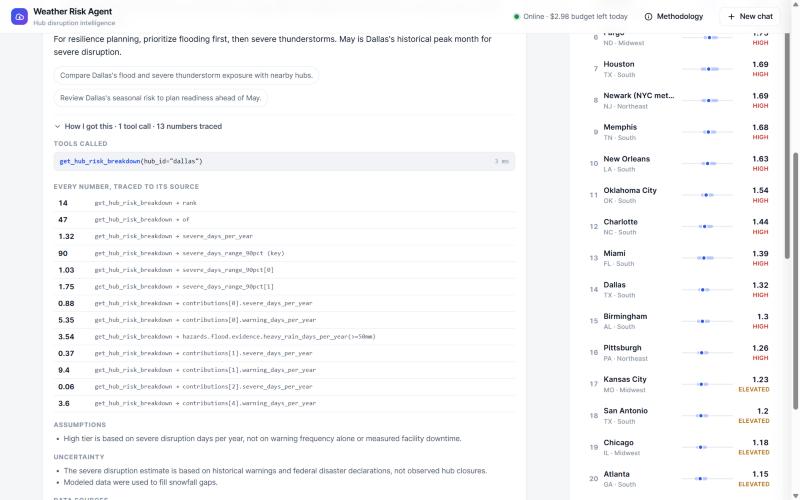 Weather Risk Agent
Hub disruption intelligence
Online · $2.98 budget left today
Methodology
+ New chat
For resilience planning, prioritize flooding first, then severe thunderstorms. May is Dallas's historical peak month for
severe disruption.
Compare Dallas's flood and severe thunderstorm exposure with nearby hubs.
Review Dallas's seasonal risk to plan readiness ahead of May.
How I got this · 1 tool call · 13 numbers traced
TOOLS CALLED
get_hub_risk_breakdown(hub_id="dallas")
3 ms
EVERY NUMBER, TRACED TO ITS SOURCE
14 get_hub_risk_breakdown → rank
47 get_hub_risk_breakdown → of
1.32 get_hub_risk_breakdown → severe_days_per_year
90 get_hub_risk_breakdown → severe_days_range_90pct (key)
1.03 get_hub_risk_breakdown → severe_days_range_90pct[0]
1.75 get_hub_risk_breakdown → severe_days_range_90pct[1]
0.88 get_hub_risk_breakdown → contributions[0].severe_days_per_year
5.35 get_hub_risk_breakdown → contributions[0].warning_days_per_year
3.54 get_hub_risk_breakdown → hazards.flood.evidence.heavy_rain_days_per_year(>=50mm)
0.37 get_hub_risk_breakdown → contributions[1].severe_days_per_year
9.4 get_hub_risk_breakdown → contributions[1].warning_days_per_year
0.06 get_hub_risk_breakdown → contributions[2].severe_days_per_year
3.6 get_hub_risk_breakdown → contributions[4].warning_days_per_year
ASSUMPTIONS
• High tier is based on severe disruption days per year, not on warning frequency alone or measured facility downtime.
UNCERTAINTY
• The severe disruption estimate is based on historical warnings and federal disaster declarations, not observed hub closures.
• Modeled data were used to fill snowfall gaps.
DATA SOURCES
6 Fargo 1.75
ND · Midwest HIGH
7 Houston 1.69
TX · South HIGH
8 Newark (NYC met... 1.69
NJ · Northeast HIGH
9 Memphis 1.68
TN · South HIGH
10 New Orleans 1.63
LA · South HIGH
11 Oklahoma City 1.54
OK · South HIGH
12 Charlotte 1.44
NC · South HIGH
13 Miami 1.39
FL · South HIGH
14 Dallas 1.32
TX · South HIGH
15 Birmingham 1.3
AL · South HIGH
16 Pittsburgh 1.26
PA · Northeast HIGH
17 Kansas City 1.23
MO · Midwest ELEVATED
18 San Antonio 1.2
TX · South ELEVATED
19 Chicago 1.18
IL · Midwest ELEVATED
20 Atlanta 1.15
GA · South ELEVATED